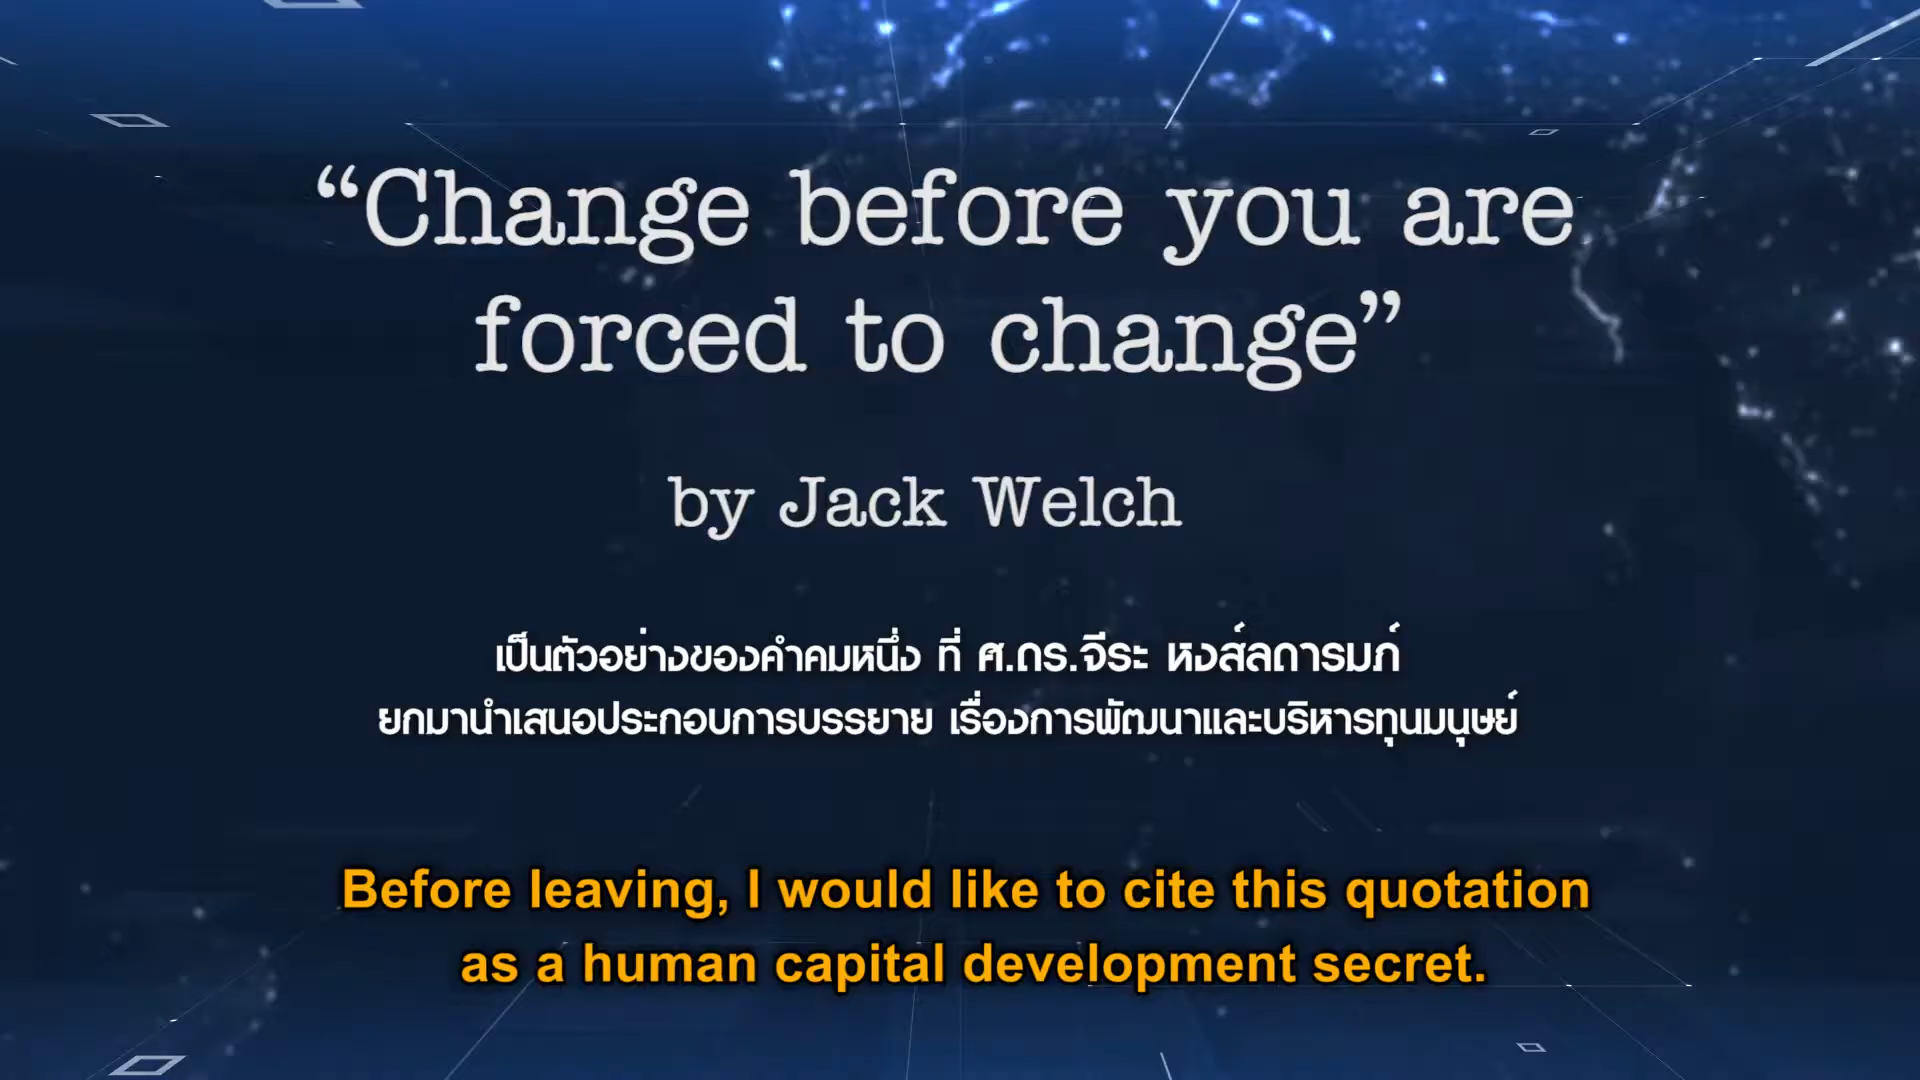 “Change before you are
forced to change”
by Jack Welch
เป็นตัวอย่างของคำคมหนึ่ง ที่ ศ.ดร.จีระ หงส์ลดารมภ์
ยกมานำเสนอประกอบการบรรยาย เรื่องการพัฒนาและบริหารทุนมนุษย์
Before leaving, I would like to cite this quotation
as a human capital development secret.